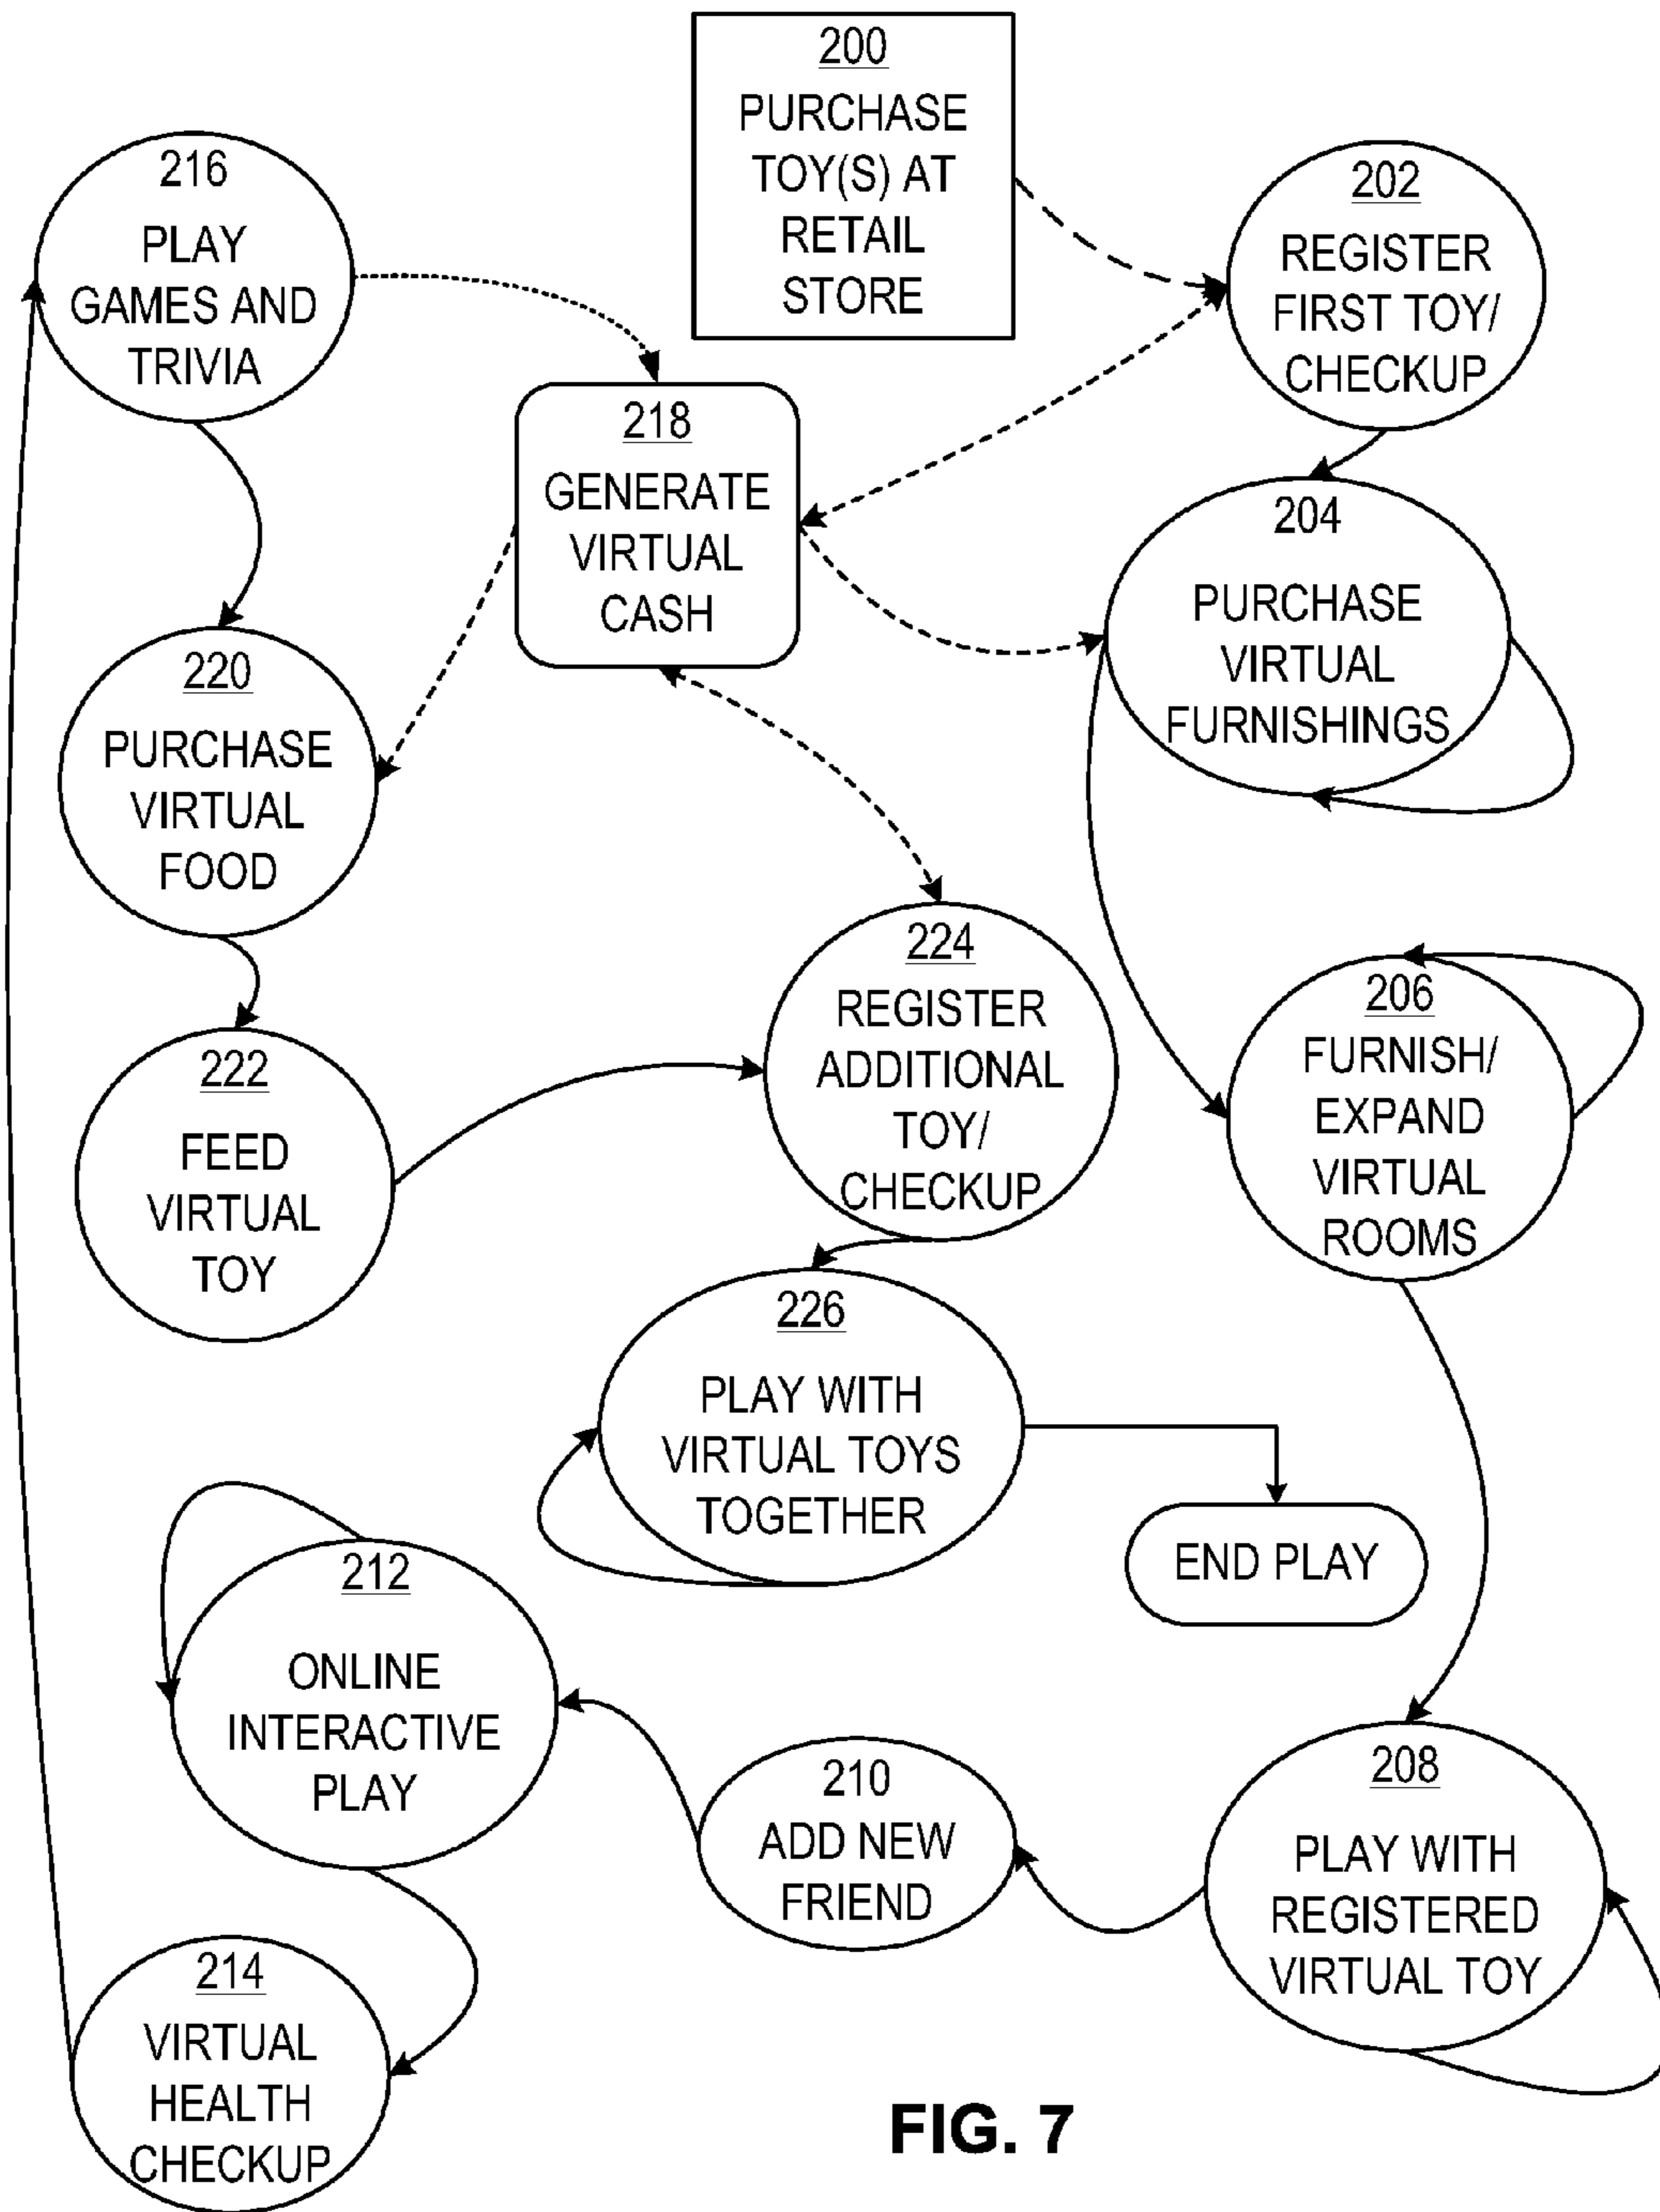 200
PURCHASE
TOY(S) AT
RETAIL
STORE
216
PLAY
GAMES AND
TRIVIA
202
REGISTER
FIRST TOY/
CHECKUP
218
GENERATE
VIRTUAL
CASH
204
PURCHASE
VIRTUAL
FURNISHINGS
220
PURCHASE
VIRTUAL
FOOD
224
REGISTER
ADDITIONAL
TOY/
CHECKUP
206
FURNISH/
EXPAND
VIRTUAL
ROOMS
222
FEED
VIRTUAL
TOY
226
PLAY WITH
VIRTUAL TOYS
TOGETHER
END PLAY
212
ONLINE
INTERACTIVE
PLAY
210
ADD NEW
FRIEND
208
PLAY WITH
REGISTERED
VIRTUAL TOY
214
VIRTUAL
HEALTH
CHECKUP
FIG. 7